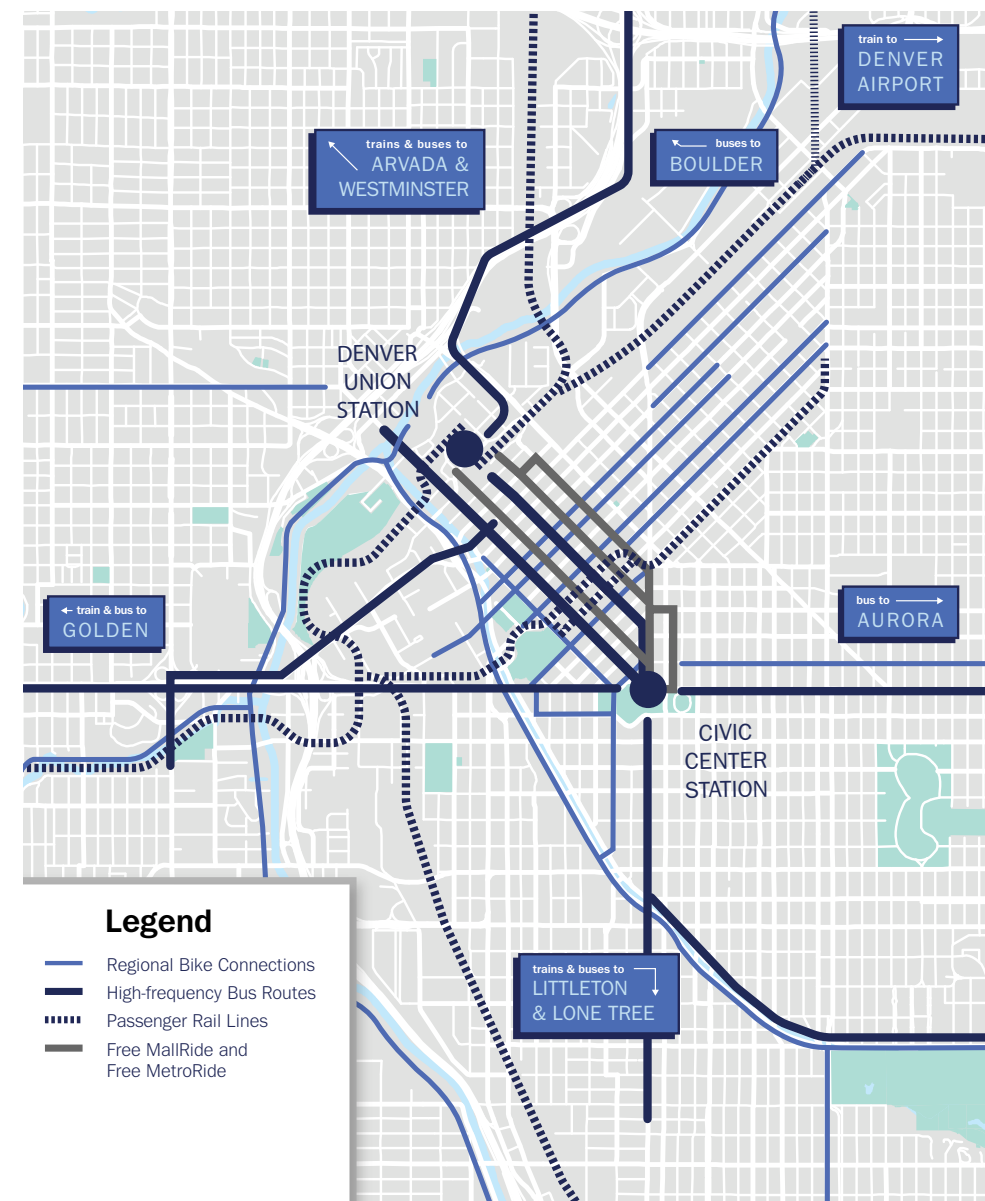 train to
DENVER
AIRPORT
trains & buses to
ARVADA &
WESTMINSTER
buses to
BOULDER
DENVER
UNION
STATION
train & bus to
GOLDEN
bus to
AURORA
CIVIC
CENTER
STATION
trains & buses to
LITTLETON
& LONE TREE
Legend
Regional Bike Connections
High-frequency Bus Routes
Passenger Rail Lines
Free MallRide and
Free MetroRide